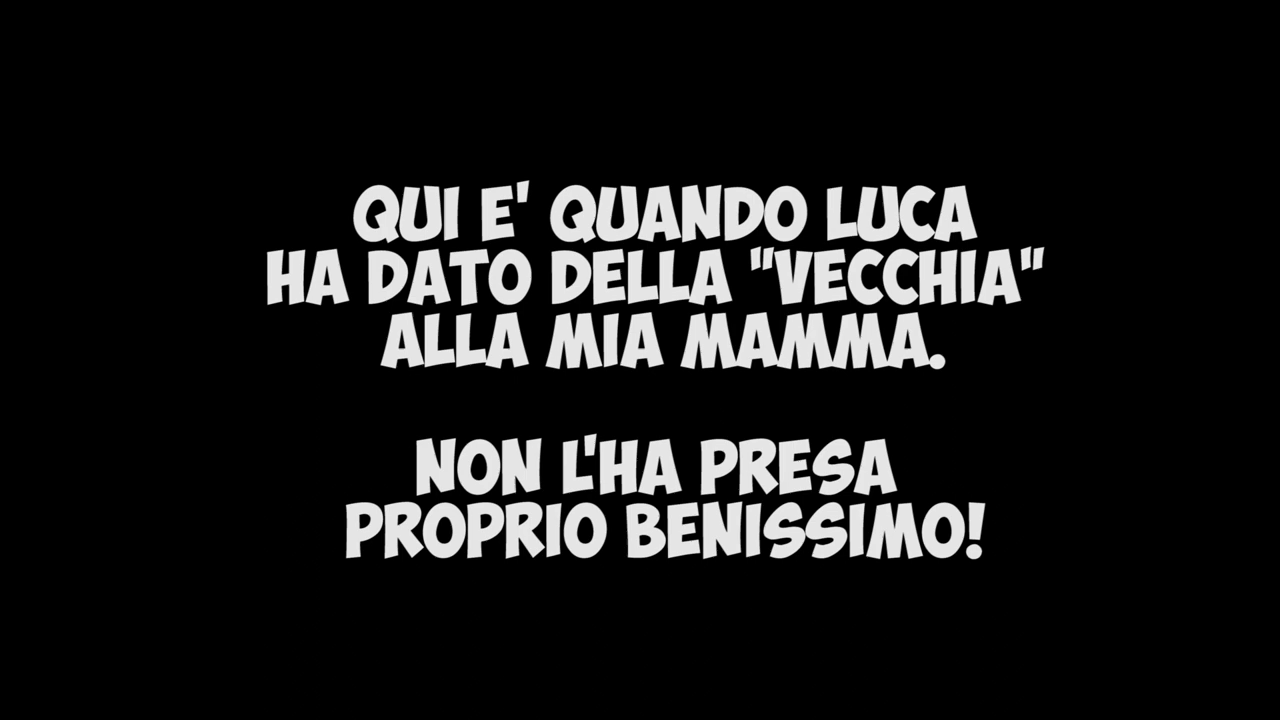 QUI E' QUANDO LUCA
HA DATO DELLA "VECCHIA"
ALLA MIA MAMMA.
NON L'HA PRESA
PROPRIO BENISSIMO!